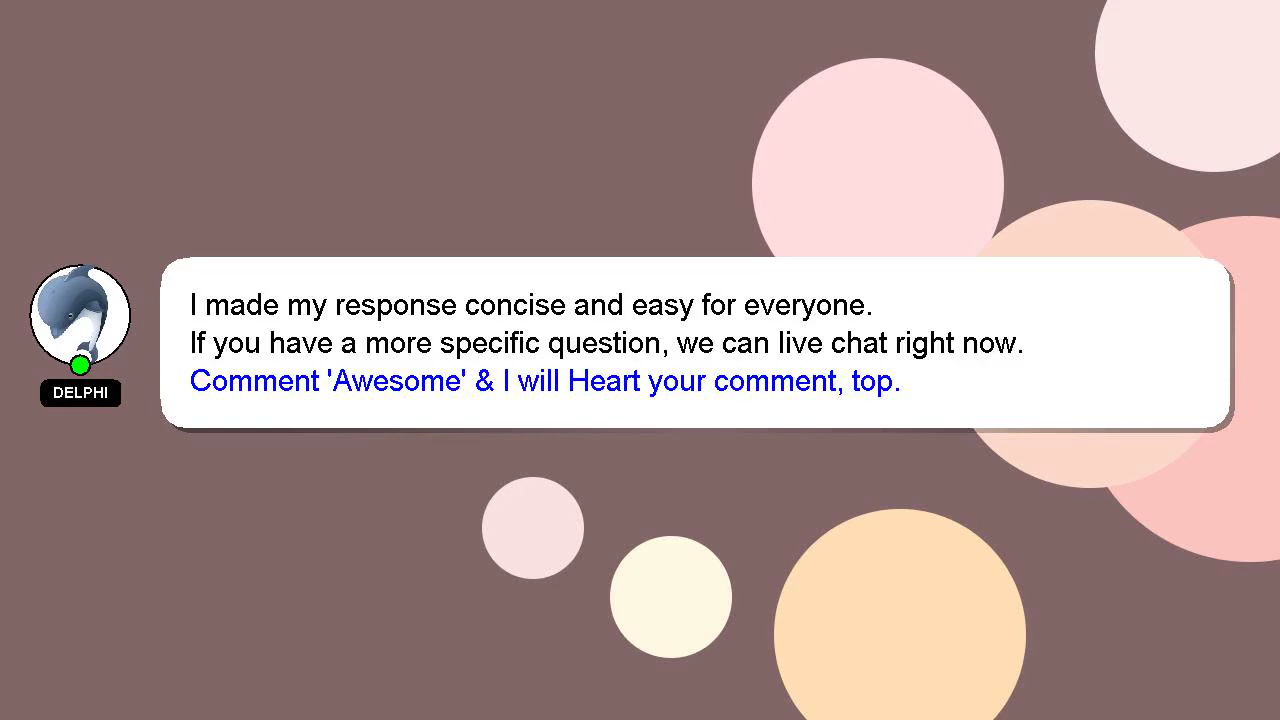 I made my response concise and easy for everyone.
If you have a more specific question, we can live chat right now.
Comment 'Awesome' & I will Heart your comment, top.
DELPHI